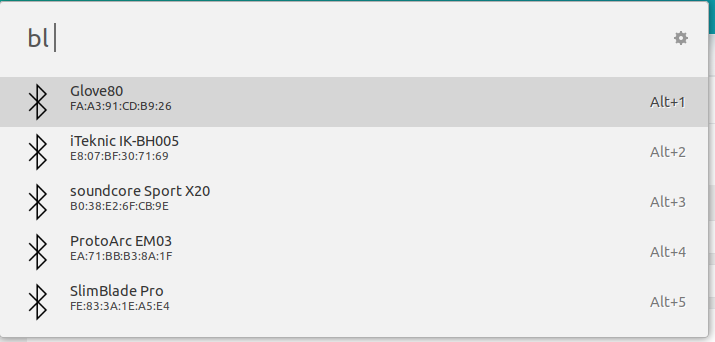 bl
Glove80
FA:A3:91:CD:B9:26
Alt+1
iTeknic IK-BH005
E8:07:BF:30:71:69
Alt+2
soundcore Sport X20
B0:38:E2:6F:CB:9E
Alt+3
ProtoArc EM03
EA:71:BB:B3:8A:1F
Alt+4
SlimBlade Pro
FE:83:3A:1E:A5:E4
Alt+5